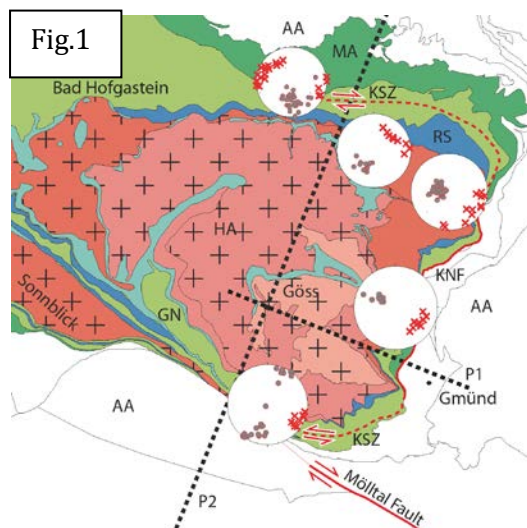 Fig.1
AA
MA
KSZ
Bad Hofgastein
RS
HA
KNF
Sonnblick
Göss
GN
AA
P1
Gmünd
AA
KSZ
P2
Mölltal Fault